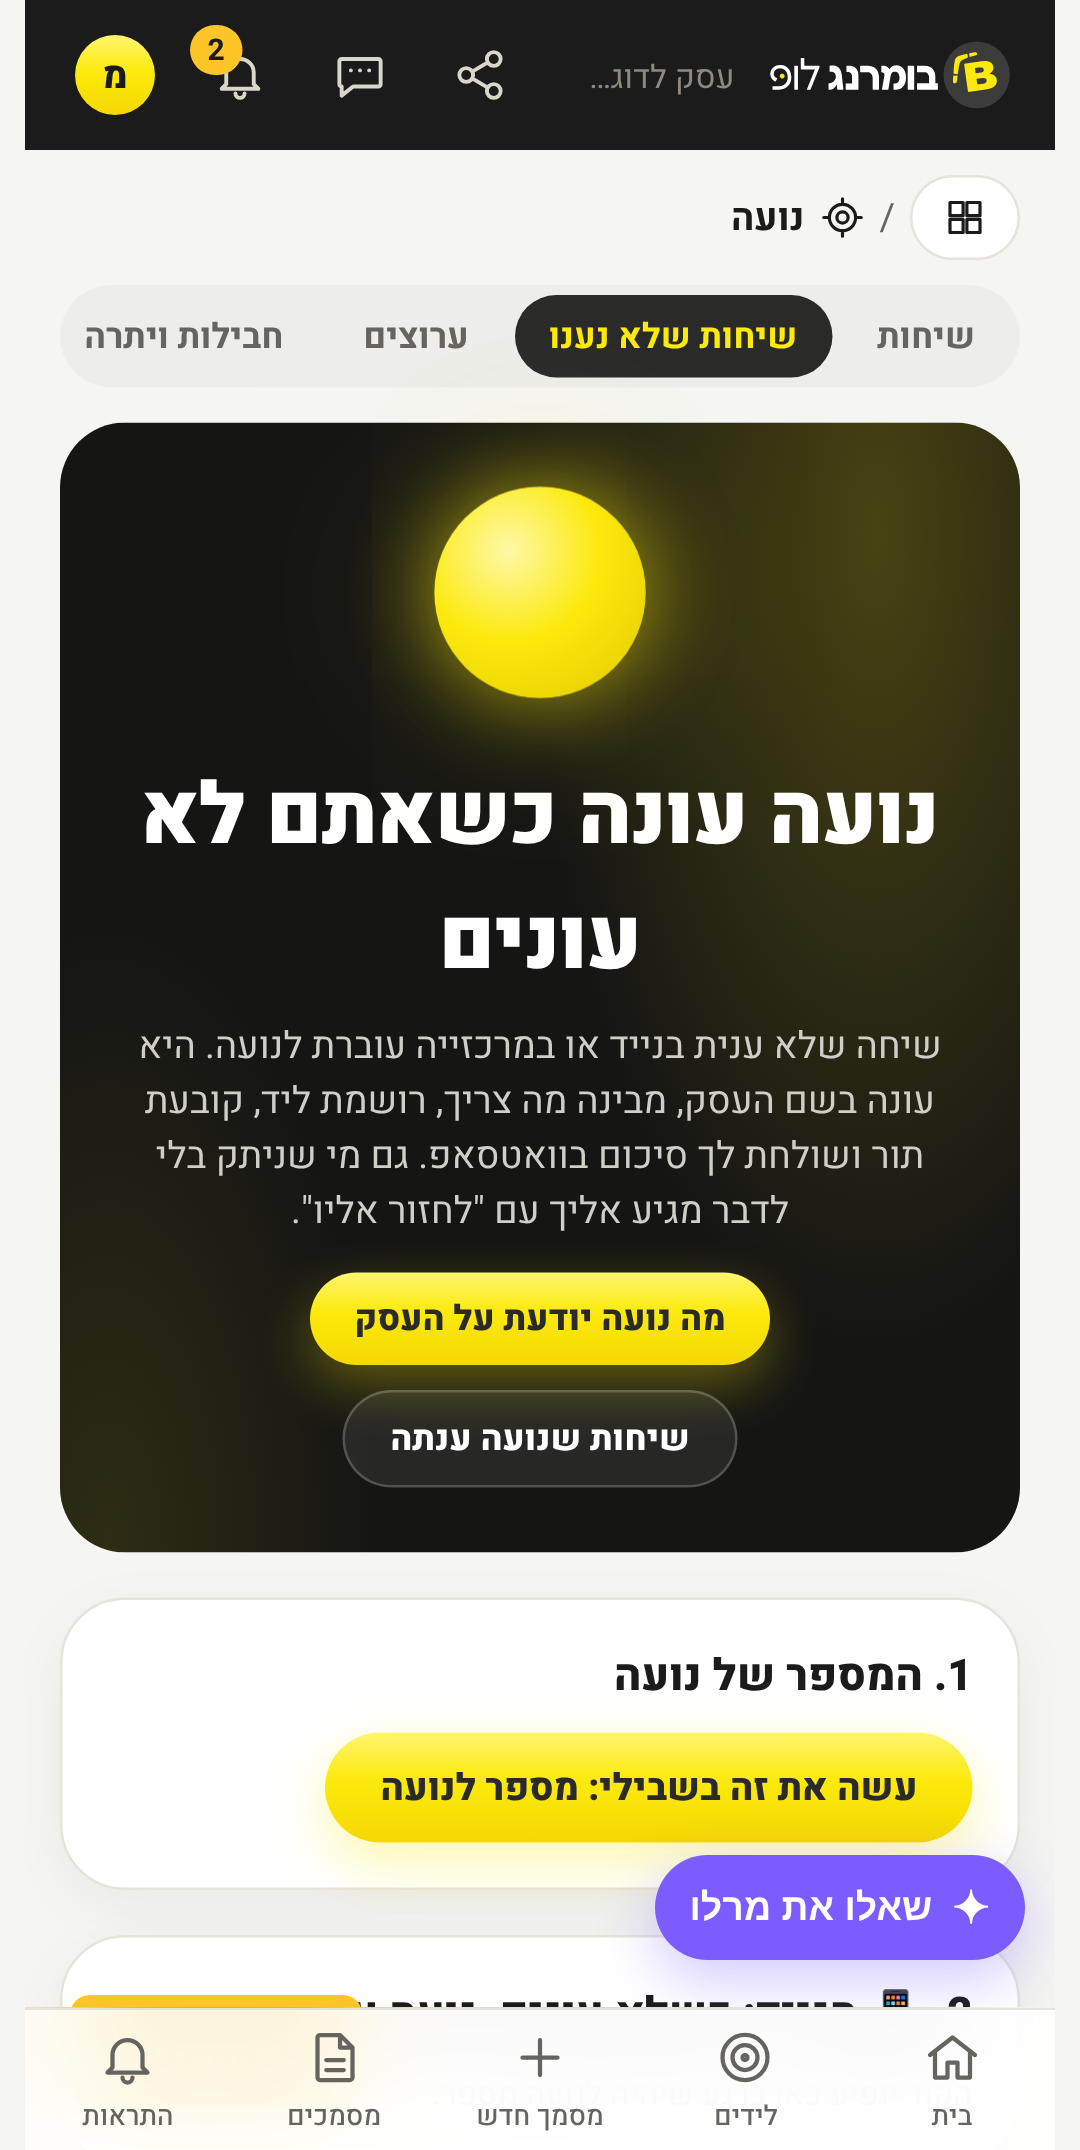 בומרנג לופ
עסק לדוג...
2
מ
/ נועה
שיחות
שיחות שלא נענו
ערוצים
חבילות ויתרה
נועה עונה כשאתם לא
עונים
שיחה שלא ענית בנייד או במרכזייה עוברת לנועה. היא
עונה בשם העסק, מבינה מה צריך, רושמת ליד, קובעת
תור ושולחת לך סיכום בוואטסאפ. גם מי שניתק בלי
לדבר מגיע אליך עם "לחזור אליו".
מה נועה יודעת על העסק
שיחות שנועה ענתה
1. המספר של נועה
עשה את זה בשבילי: מספר לנועה
שאלו את מרלו
בית
לידים
מסמך חדש
מסמכים
התראות